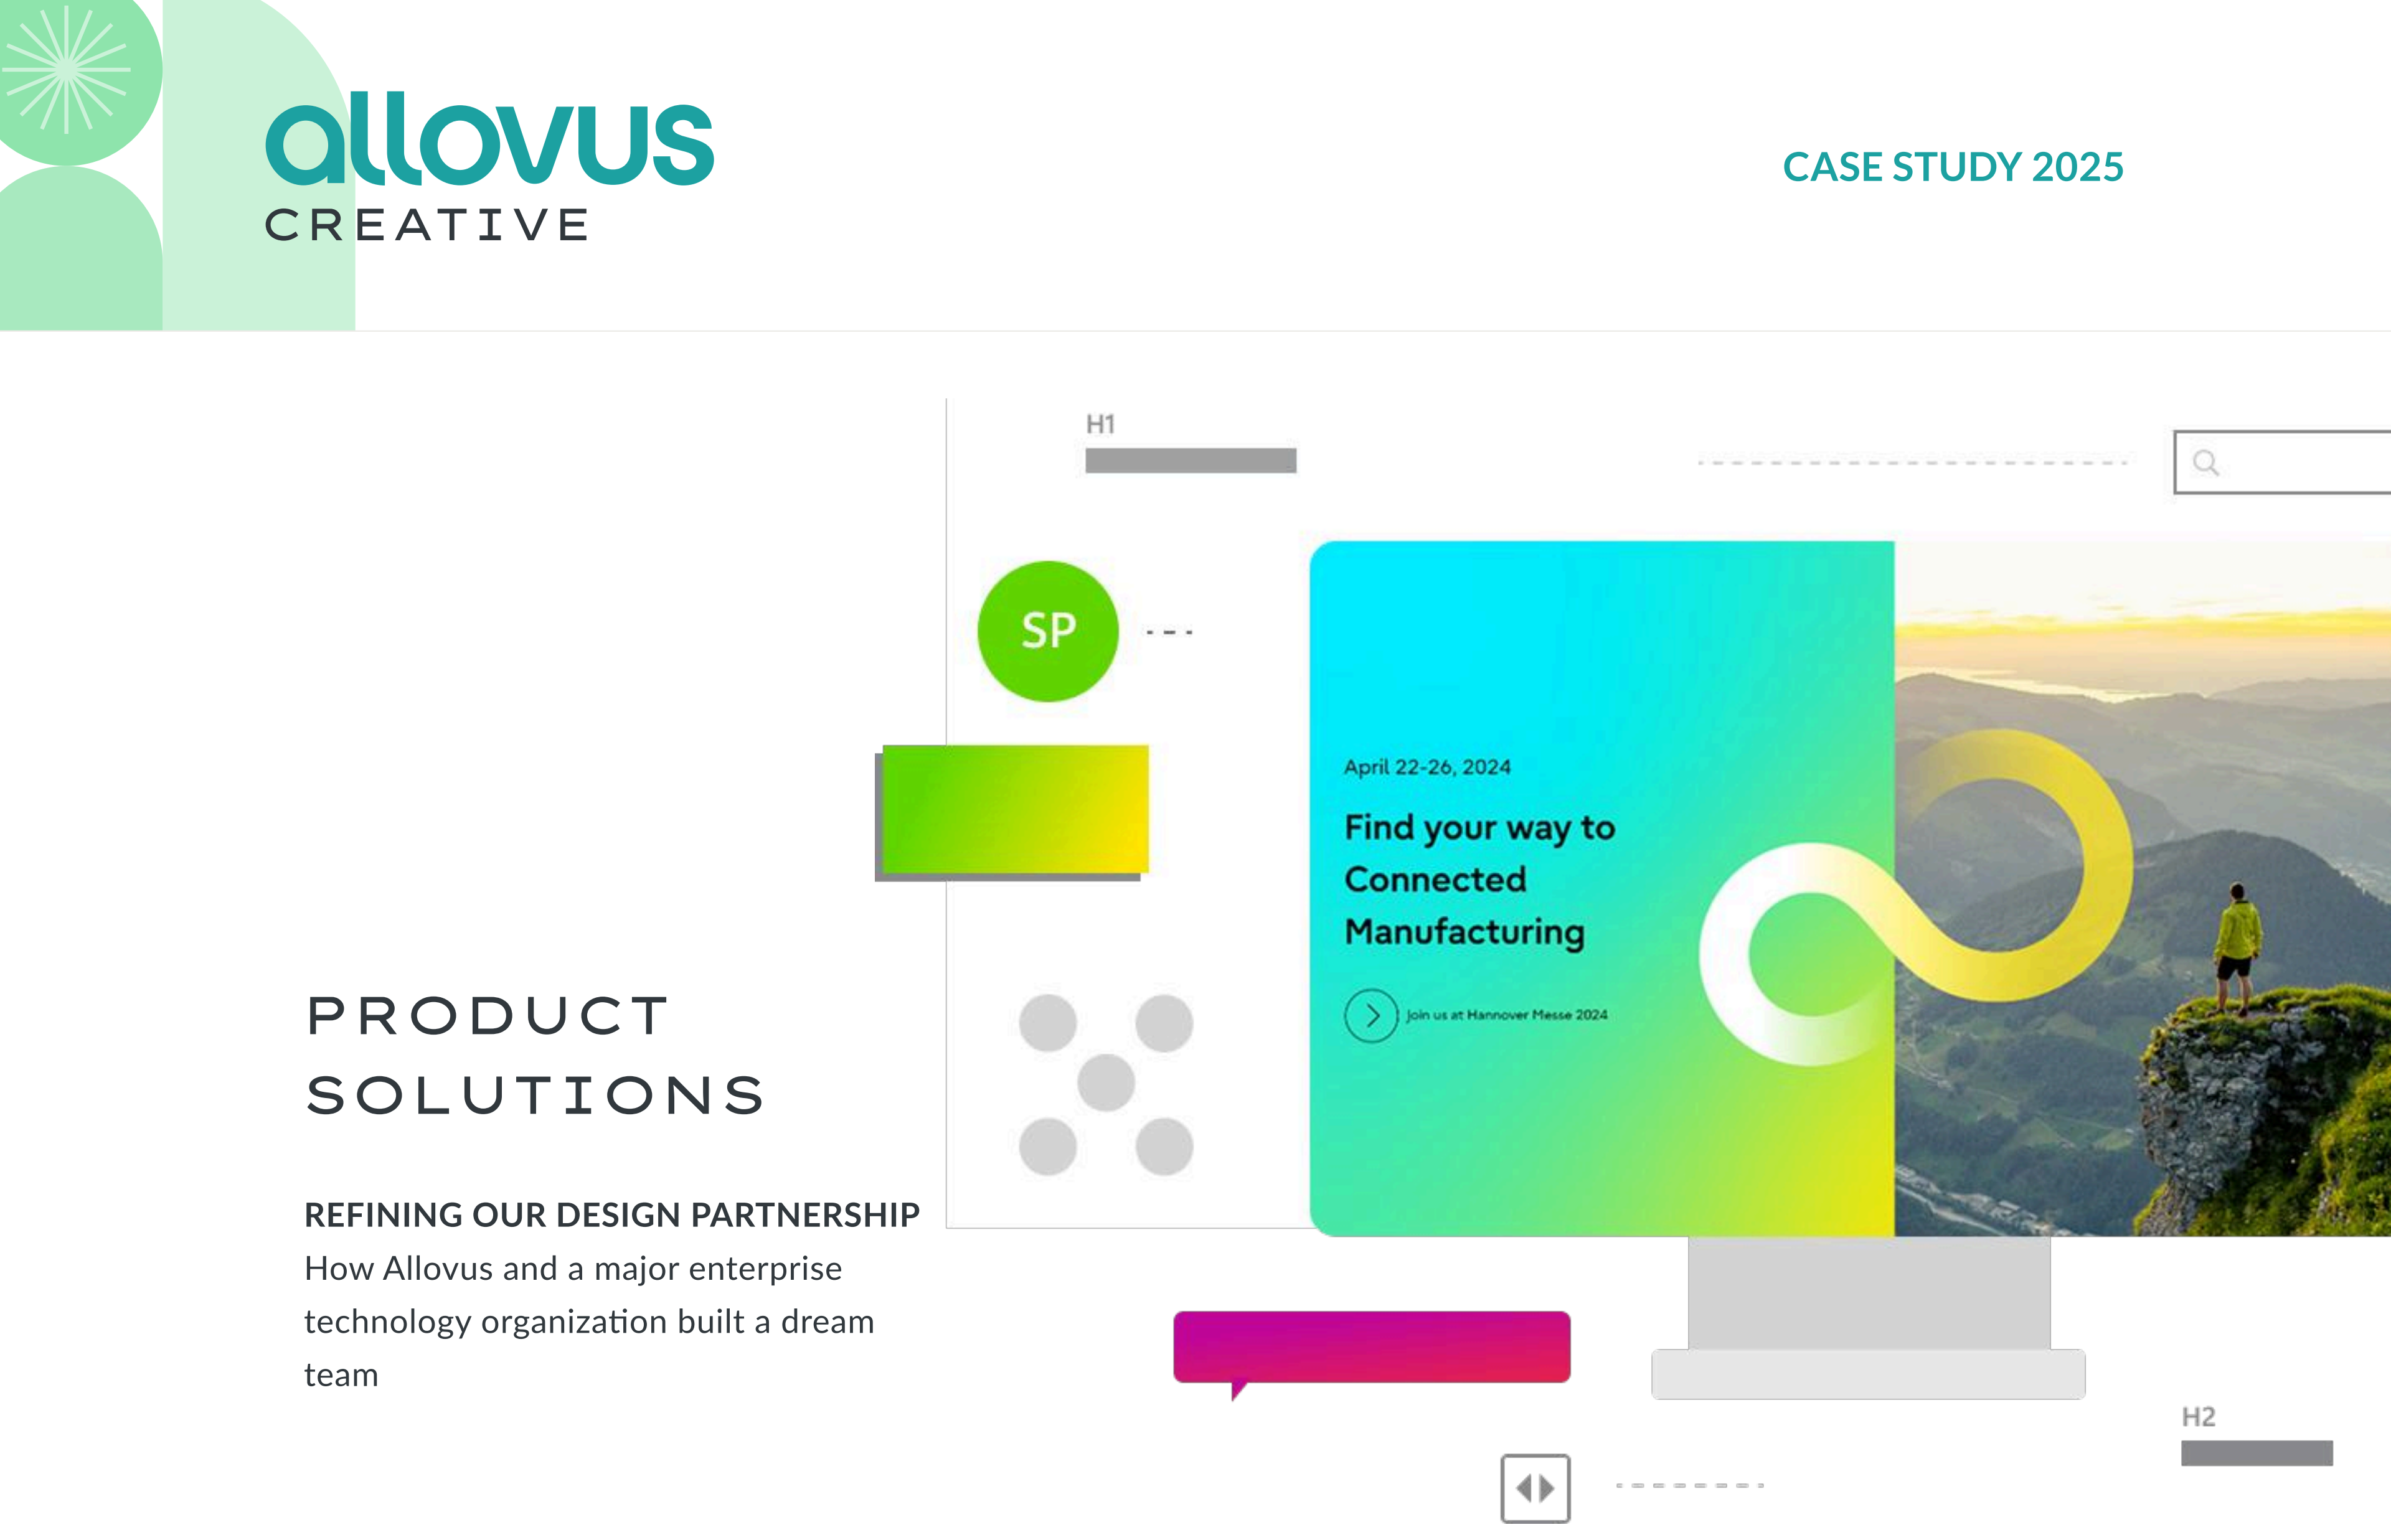 allovus
CREATIVE
CASE STUDY 2025
H1
SP
April 22-26, 2024
Find your way to
Connected
Manufacturing
Join us at Hannover Messe 2024
PRODUCT
SOLUTIONS
REFINING OUR DESIGN PARTNERSHIP
How Allovus and a major enterprise
technology organization built a dream
team
H2